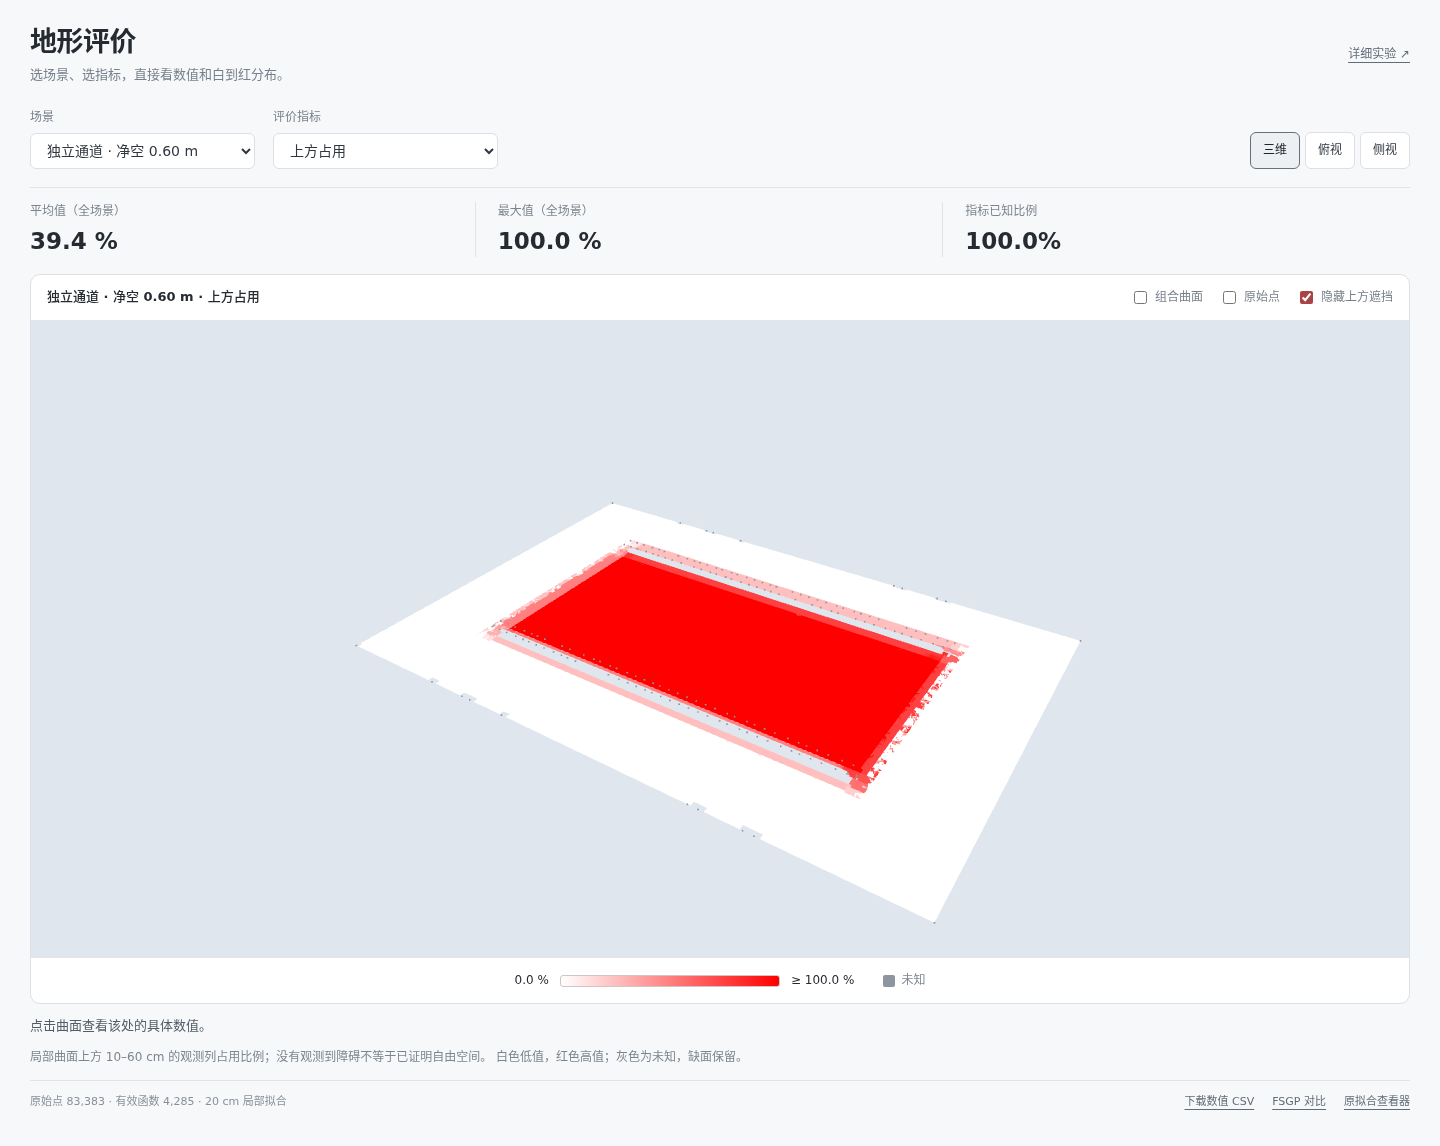 地形评价
选场景、选指标，直接看数值和白到红分布。
详细实验 ↗
场景
评价指标
独立通道 · 净空 0.60 m
上方占用
三维
俯视
侧视
平均值（全场景）
最大值（全场景）
指标已知比例
39.4 %
100.0 %
100.0%
独立通道 · 净空 0.60 m · 上方占用
组合曲面
原始点
隐藏上方遮挡
0.0 %
≥ 100.0 %
未知
点击曲面查看该处的具体数值。
局部曲面上方 10–60 cm 的观测列占用比例；没有观测到障碍不等于已证明自由空间。 白色低值，红色高值；灰色为未知，缺面保留。
原始点 83,383 · 有效函数 4,285 · 20 cm 局部拟合
下载数值 CSV
FSGP 对比
原拟合查看器